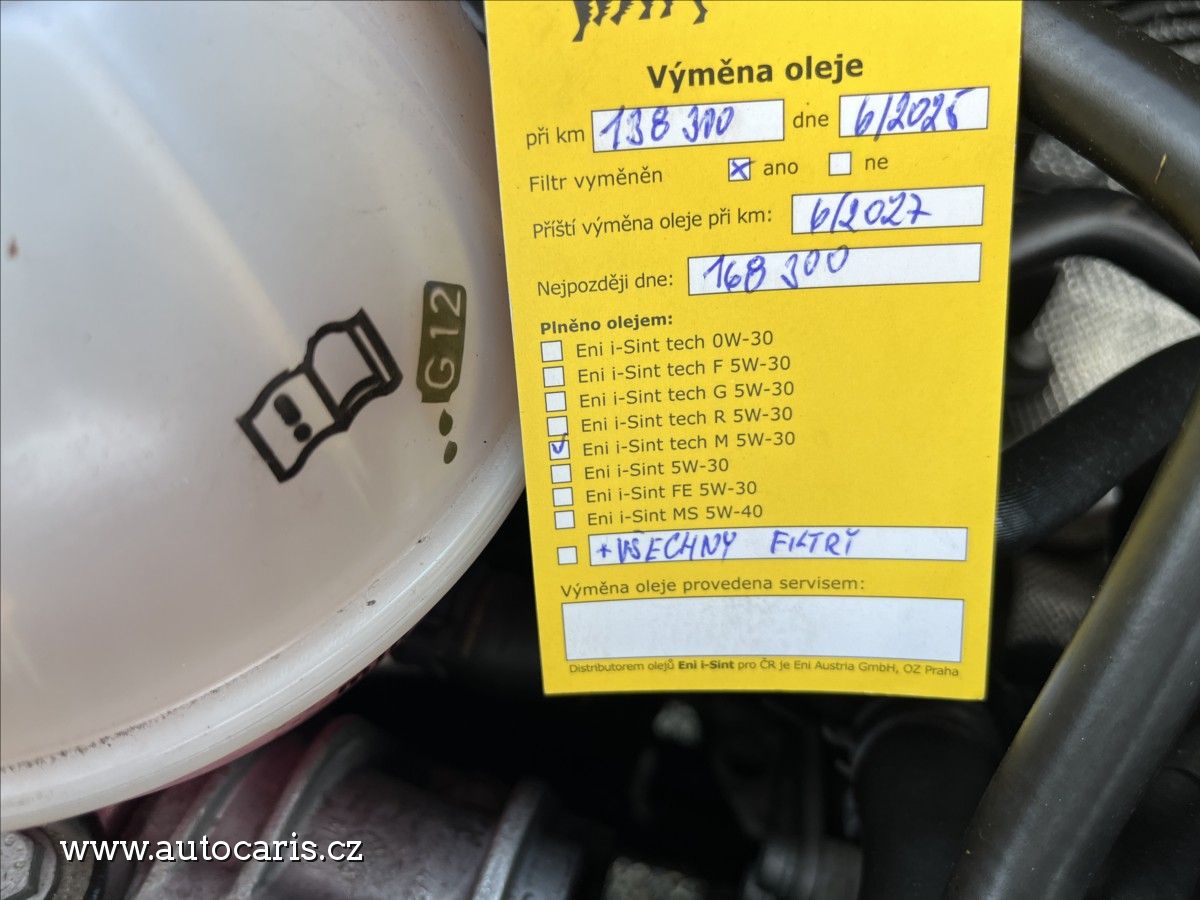 Výměna oleje
při km 138 300 dne 6/2025
Filtr vyměněn ano ne
Příští výměna oleje při km: 6/2027
Nejpozději dne: 168 300
Plněno olejem:
Eni i-Sint tech 0W-30
Eni i-Sint tech F 5W-30
Eni i-Sint tech G 5W-30
Eni i-Sint tech R 5W-30
Eni i-Sint tech M 5W-30
Eni i-Sint 5W-30
Eni i-Sint FE 5W-30
Eni i-Sint MS 5W-40
+ VŠECHNY FILTRY
Výměna oleje provedena servisem:
Distributorem olejů Eni i-Sint pro ČR je Eni Austria GmbH, OZ Praha
G12
www.autocaris.cz